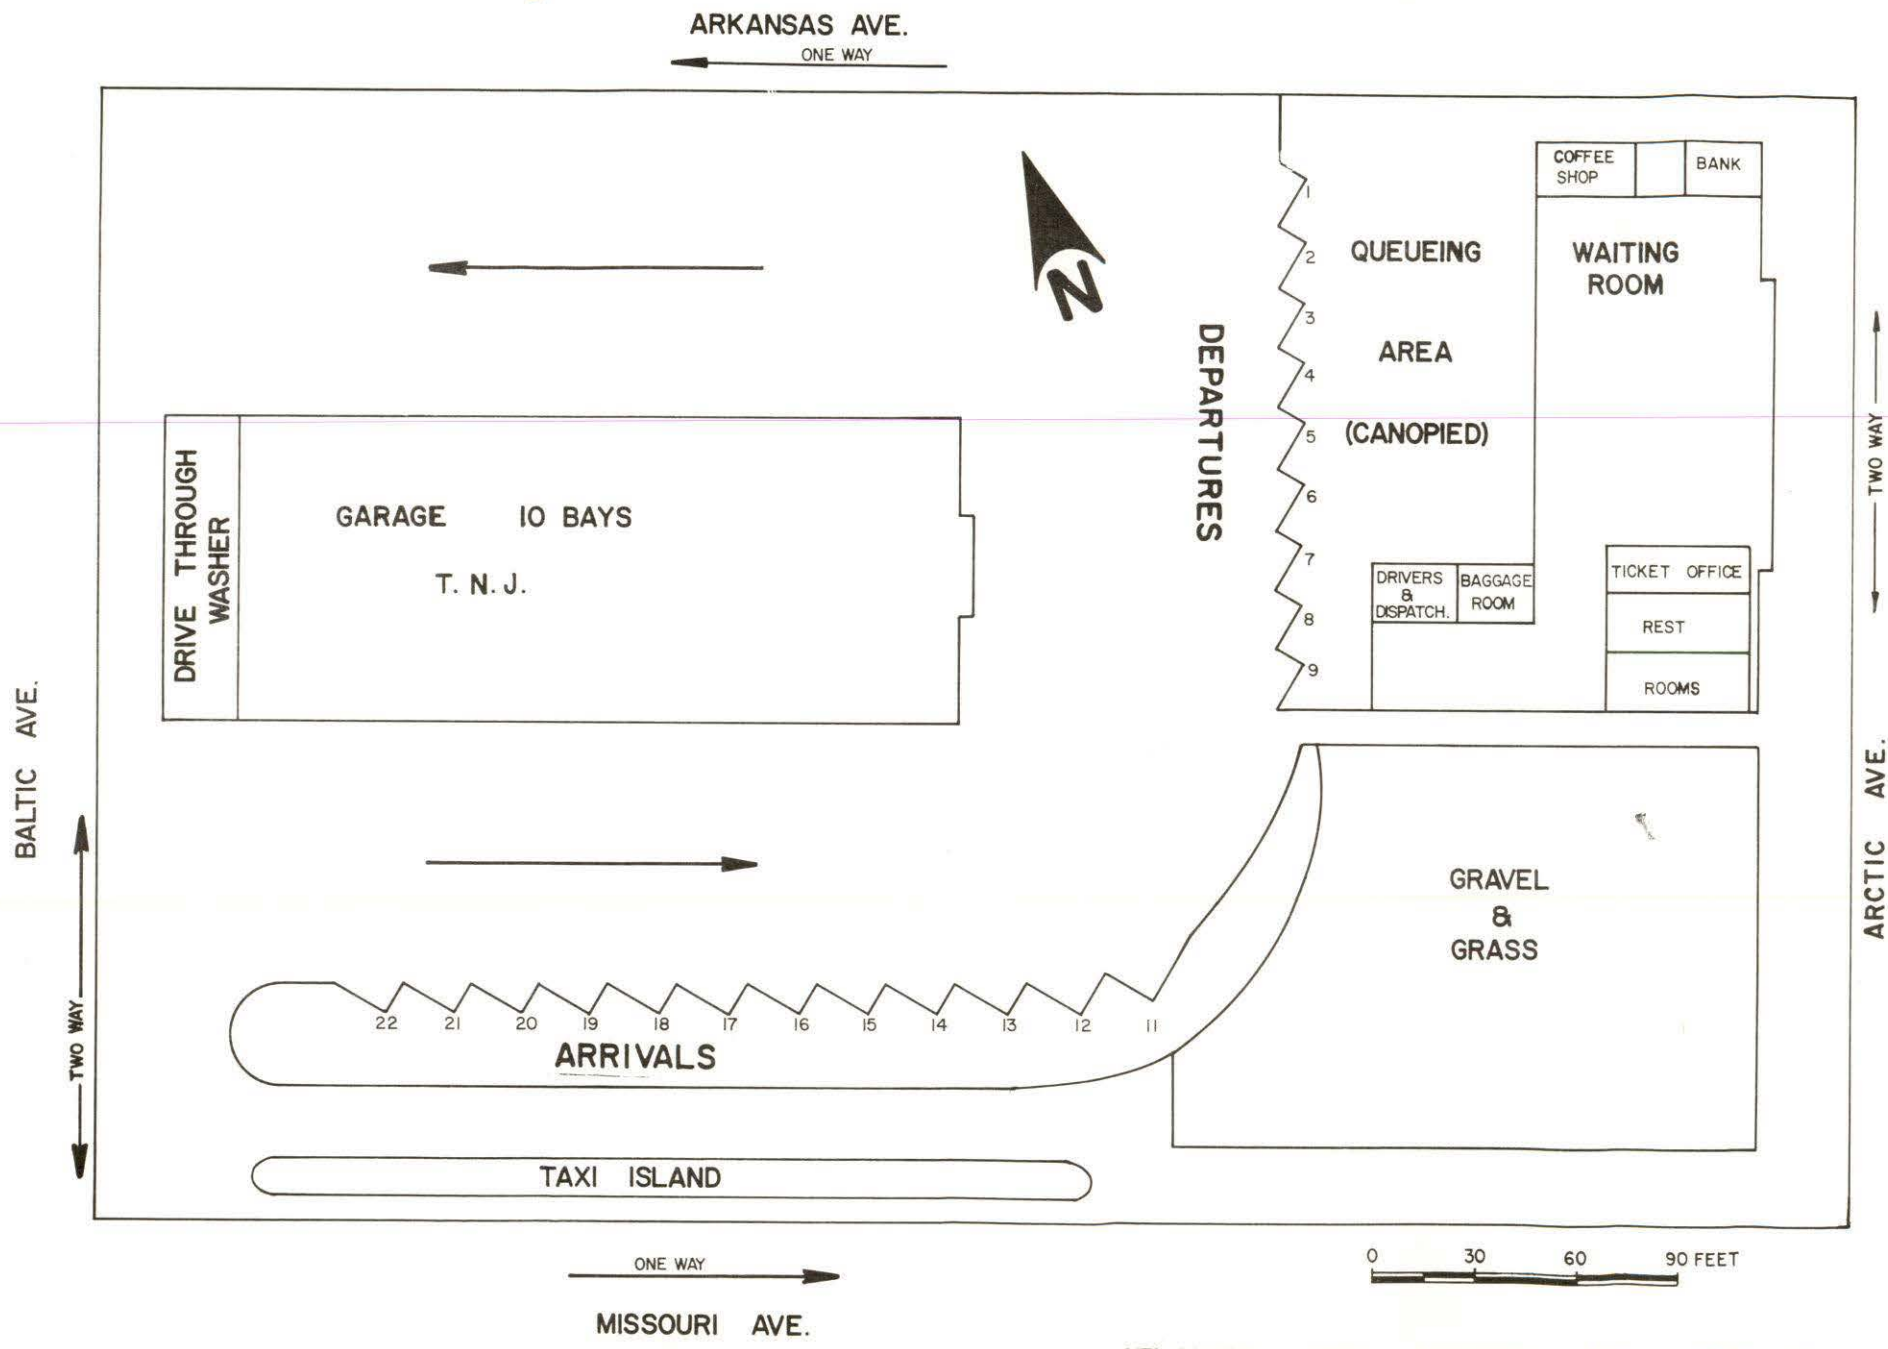 ARKANSAS AVE.
ONE WAY
COFFEE
SHOP
BANK
1
2
3
4
5
6
7
8
9
QUEUEING
AREA
(CANOPIED)
WAITING
ROOM
N
DEPARTURES
TWO WAY
DRIVE THROUGH
WASHER
GARAGE 10 BAYS
T. N. J.
DRIVERS
&
DISPATCH.
BAGGAGE
ROOM
TICKET OFFICE
REST
ROOMS
BALTIC AVE.
TWO WAY
ARCTIC AVE.
GRAVEL
&
GRASS
22 21 20 19 18 17 16 15 14 13 12 11
ARRIVALS
TAXI ISLAND
ONE WAY
MISSOURI AVE.
0 30 60 90 FEET